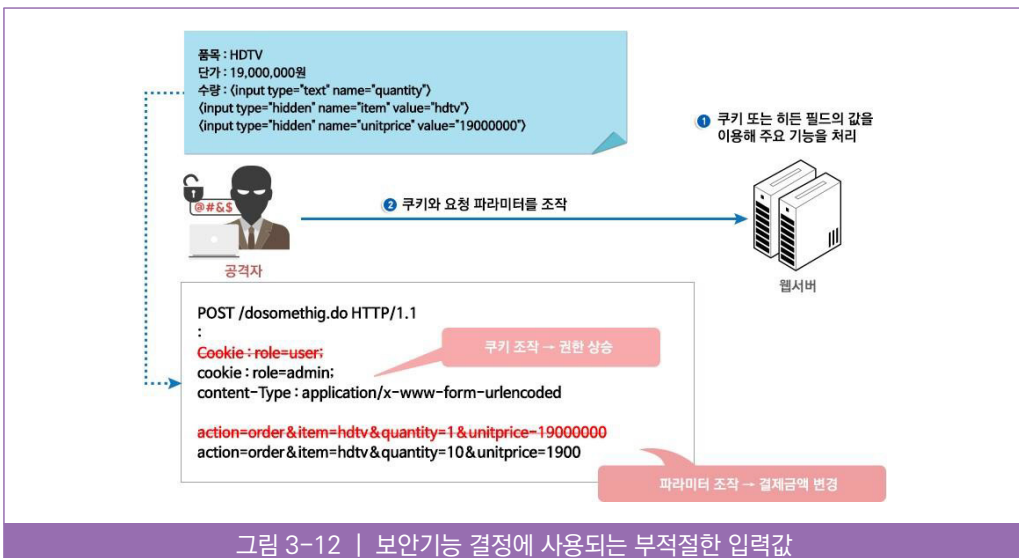 품목 : HDTV
단가 : 19,000,000원
수량 : <input type="text" name="quantity">
<input type="hidden" name="item" value="hdtv">
<input type="hidden" name="unitprice" value="19000000">
1 쿠키 또는 히든 필드의 값을
이용해 주요 기능을 처리
@#&$
2 쿠키와 요청 파라미터를 조작
공격자
웹서버
POST /dosomethig.do HTTP/1.1
:
Cookie : role=user;
쿠키 조작 → 권한 상승
cookie : role=admin;
content-Type : application/x-www-form-urlencoded
action=order&item=hdtv&quantity=1&unitprice=19000000
action=order&item=hdtv&quantity=10&unitprice=1900
파라미터 조작 → 결제금액 변경
그림 3-12 | 보안기능 결정에 사용되는 부적절한 입력값